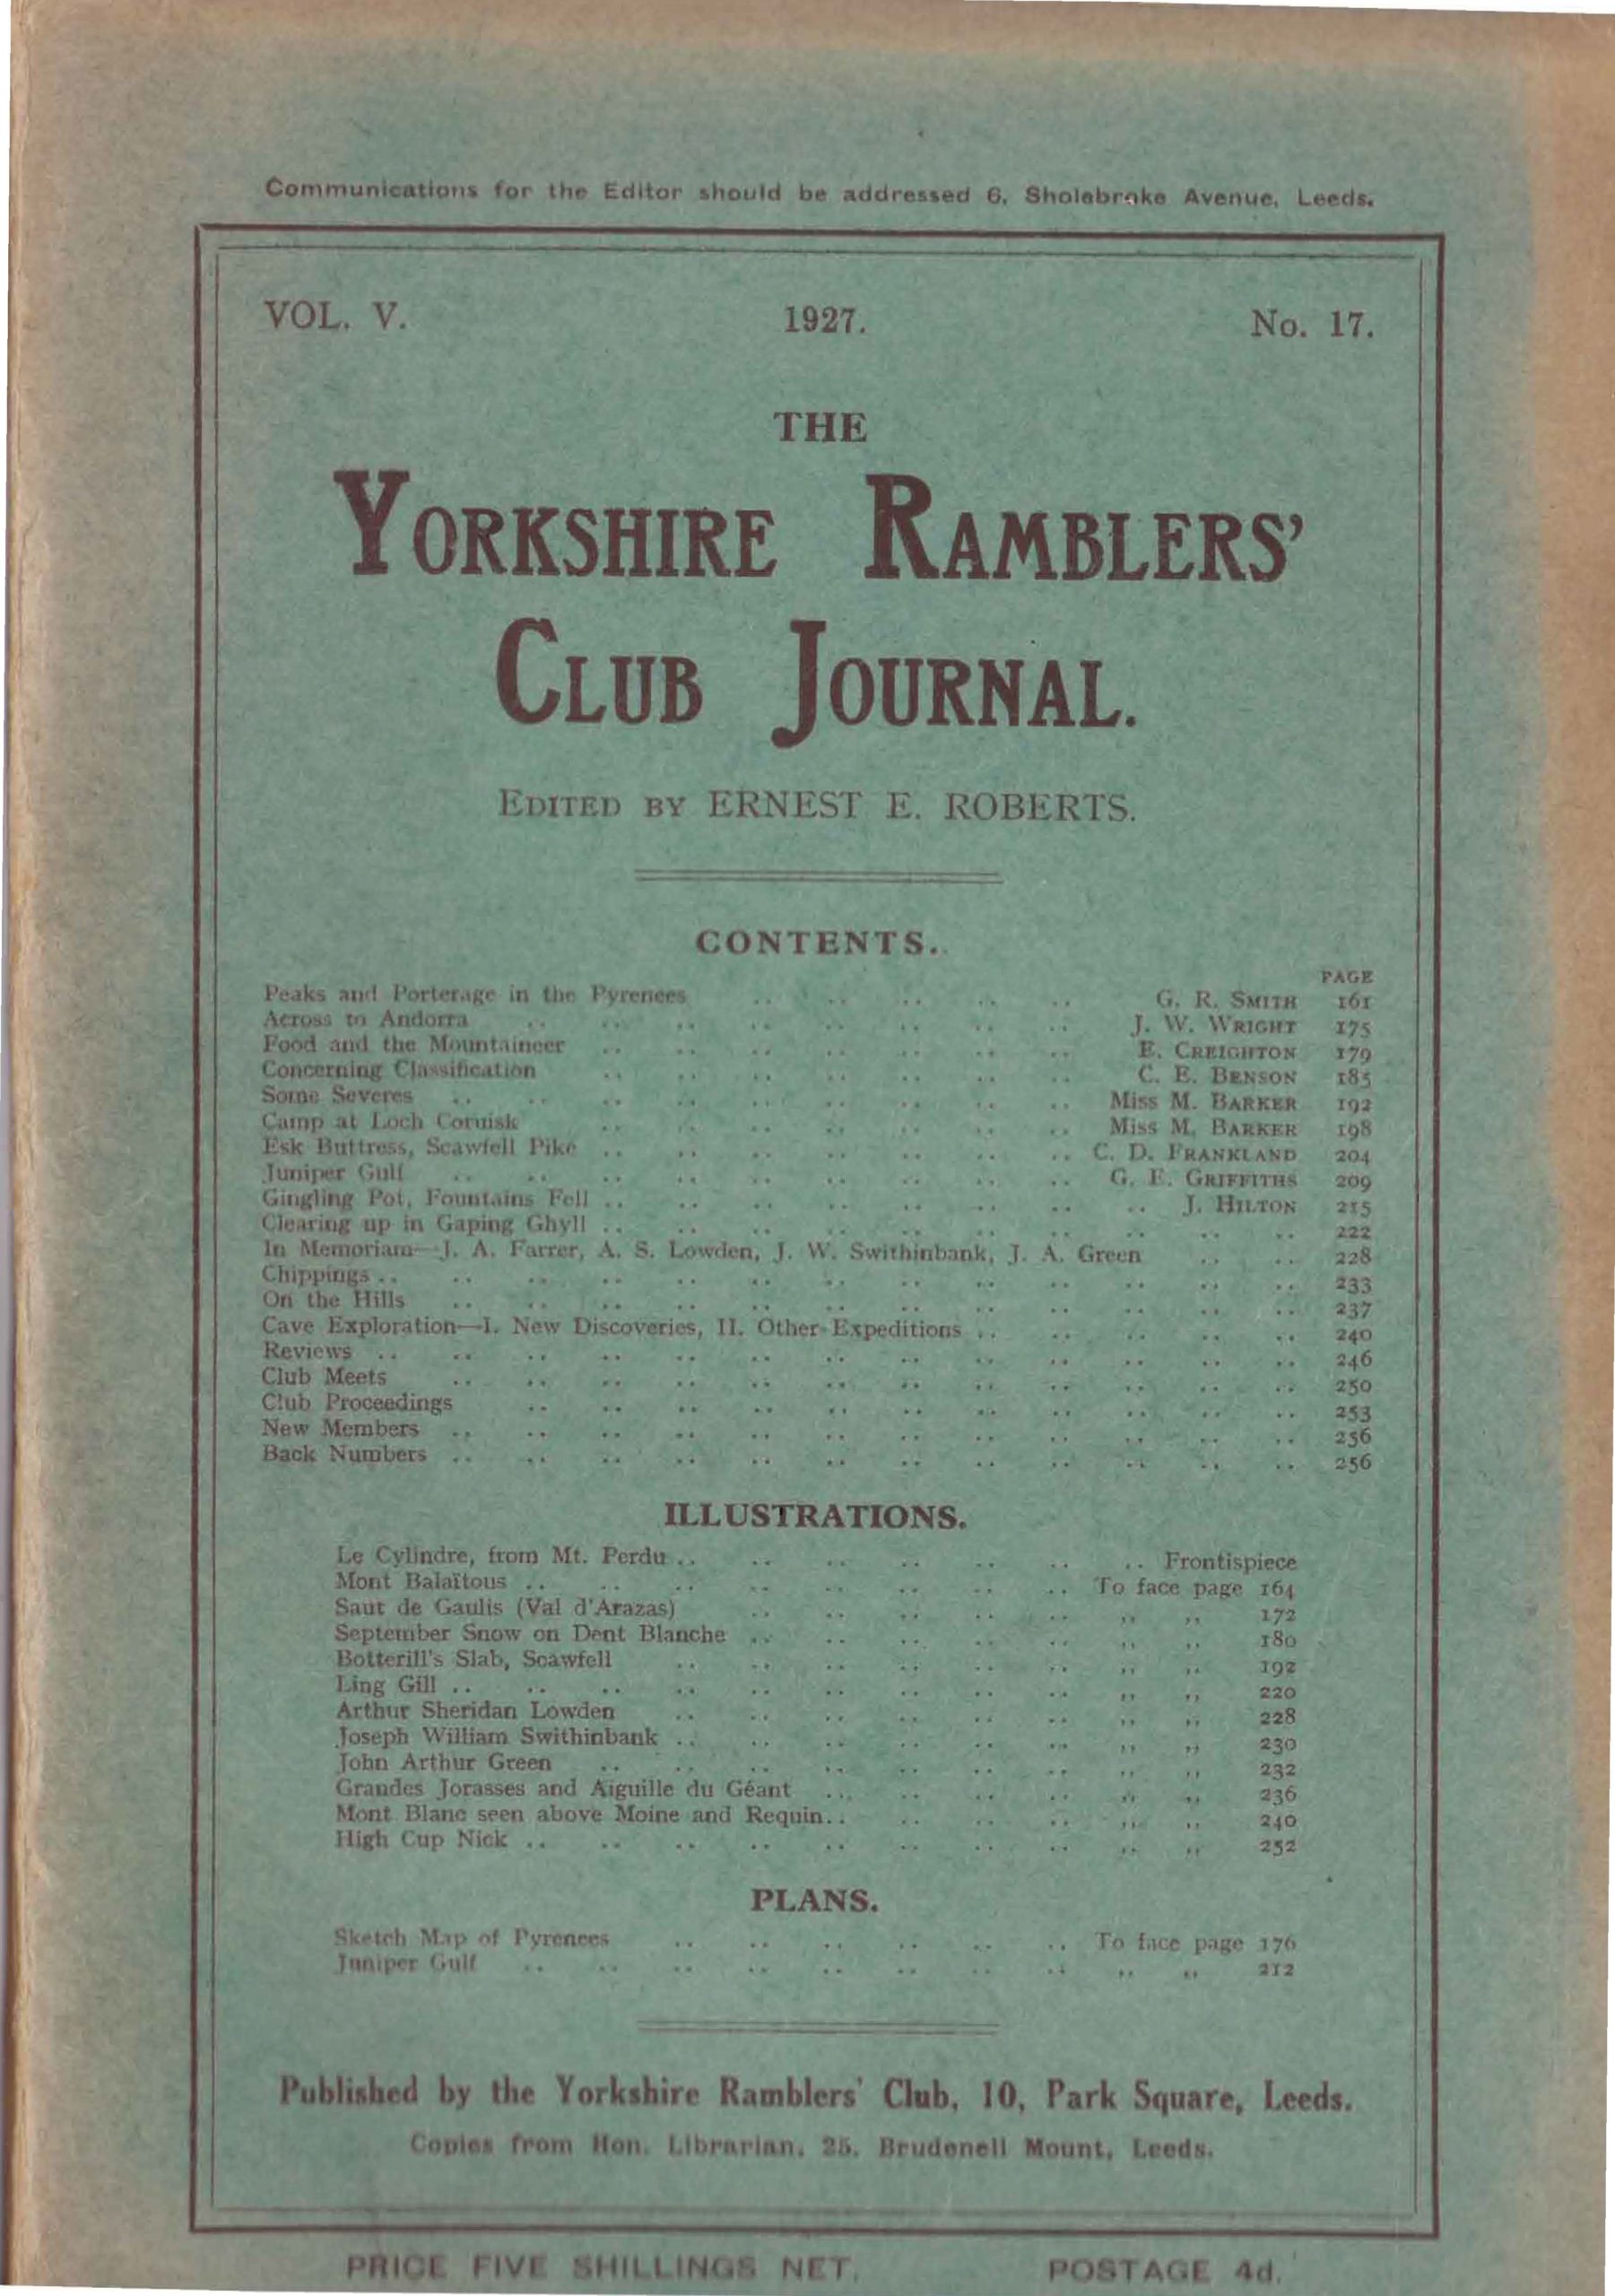 Communications for the Editor should be addressed 6, Sholebroke Avenue, Leeds.
VOL. V. 1927. No. 17.
THE
YORKSHIRE RAMBLERS'
CLUB JOURNAL.
EDITED BY ERNEST E. ROBERTS.
CONTENTS.
PAGE
Peaks and Porterage in the Pyrenees .. .. .. .. .. G. R. SMITH 161
Across to Andorra .. .. .. .. .. .. .. .. J. W. WRIGHT 175
Food and the Mountaineer .. .. .. .. .. .. .. E. CREIGHTON 179
Concerning Classification .. .. .. .. .. .. .. C. E. BENSON 185
Some Severes .. .. .. .. .. .. .. .. .. Miss M. BARKER 192
Camp at Loch Coruisk .. .. .. .. .. .. .. Miss M. BARKER 198
Esk Buttress, Scawfell Pike .. .. .. .. .. .. .. C. D. FRANKLAND 204
Juniper Gulf .. .. .. .. .. .. .. .. .. G. E. GRIFFITHS 209
Gingling Pot, Fountains Fell .. .. .. .. .. .. .. .. J. HILTON 215
Clearing up in Gaping Ghyll .. .. .. .. .. .. .. .. .. .. 222
In Memoriam—J. A. Farrer, A. S. Lowden, J. W. Swithinbank, J. A. Green .. .. 228
Chippings .. .. .. .. .. .. .. .. .. .. .. .. .. 233
On the Hills .. .. .. .. .. .. .. .. .. .. .. .. 237
Cave Exploration—I. New Discoveries, II. Other Expeditions .. .. .. .. .. 240
Reviews .. .. .. .. .. .. .. .. .. .. .. .. .. 246
Club Meets .. .. .. .. .. .. .. .. .. .. .. .. 250
Club Proceedings .. .. .. .. .. .. .. .. .. .. .. 253
New Members .. .. .. .. .. .. .. .. .. .. .. .. 256
Back Numbers .. .. .. .. .. .. .. .. .. .. .. .. 256
ILLUSTRATIONS.
Le Cylindre, from Mt. Perdu .. .. .. .. .. .. .. Frontispiece
Mont Balaïtous .. .. .. .. .. .. .. .. To face page 164
Saut de Gaulis (Val d'Arazas) .. .. .. .. .. ,, ,, 172
September Snow on Dent Blanche .. .. .. .. .. ,, ,, 180
Botterill's Slab, Scawfell .. .. .. .. .. .. ,, ,, 192
Ling Gill .. .. .. .. .. .. .. .. .. ,, ,, 220
Arthur Sheridan Lowden .. .. .. .. .. .. ,, ,, 228
Joseph William Swithinbank .. .. .. .. .. .. ,, ,, 230
John Arthur Green .. .. .. .. .. .. .. ,, ,, 232
Grandes Jorasses and Aiguille du Géant ... .. .. .. ,, ,, 236
Mont Blanc seen above Moine and Requin.. .. .. .. ,, ,, 240
High Cup Nick .. .. .. .. .. .. .. .. ,, ,, 252
PLANS.
Sketch Map of Pyrenees .. .. .. .. .. .. To face page 176
Juniper Gulf .. .. .. .. .. .. .. .. ,, ,, 212
Published by the Yorkshire Ramblers' Club, 10, Park Square, Leeds.
Copies from Hon. Librarian, 25, Brudenell Mount, Leeds.
PRICE FIVE SHILLINGS NET. POSTAGE 4d.